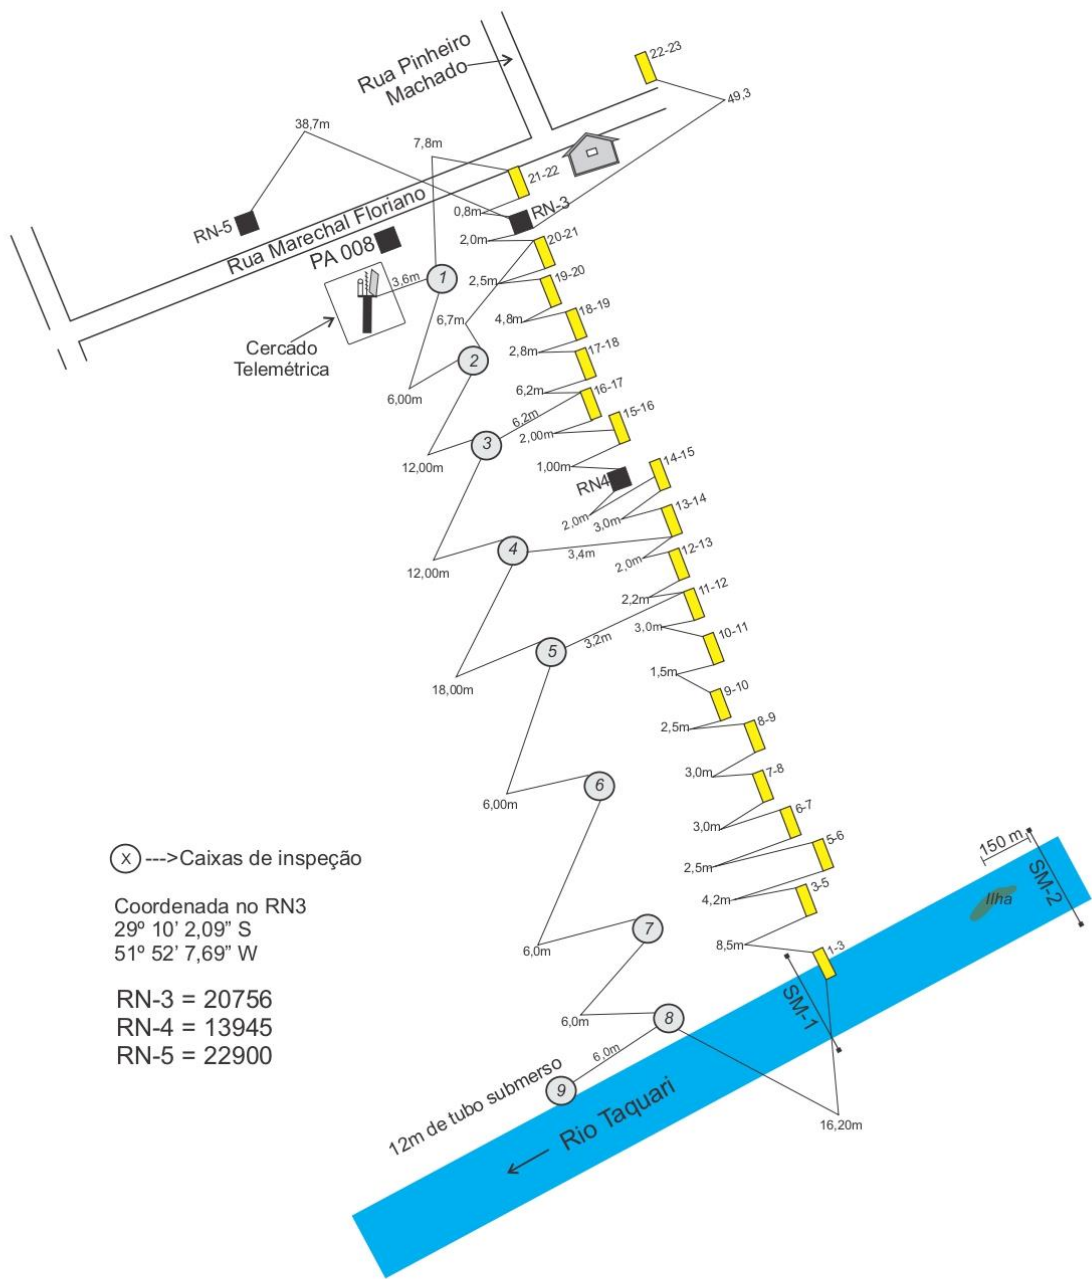 Rua Pinheiro
Machado
22-23
49,3
38,7m
7,8m
21-22
0,8m
RN-3
RN-5
Rua Marechal Floriano
PA 008
2,0m
20-21
3,6m
1
2,5m
19-20
6,7m
4,8m
18-19
Cercado
Telemétrica
2
2,8m
17-18
6,00m
6,2m
16-17
6,2m
15-16
3
2,00m
12,00m
1,00m
14-15
RN4
2,0m
3,0m
13-14
4
3,4m
2,0m
12-13
12,00m
2,2m
11-12
3,0m
3,2m
10-11
5
1,5m
18,00m
9-10
2,5m
8-9
3,0m
7-8
6
6,00m
3,0m
6-7
5-6
150 m
X --->Caixas de inspeção
2,5m
SM-2
3-5
4,2m
Ilha
Coordenada no RN3
29º 10’ 2,09” S
51º 52’ 7,69” W
7
6,0m
8,5m
1-3
RN-3 = 20756
RN-4 = 13945
RN-5 = 22900
SM-1
6,0m
8
6,0m
9
12m de tubo submerso
Rio Taquari
16,20m